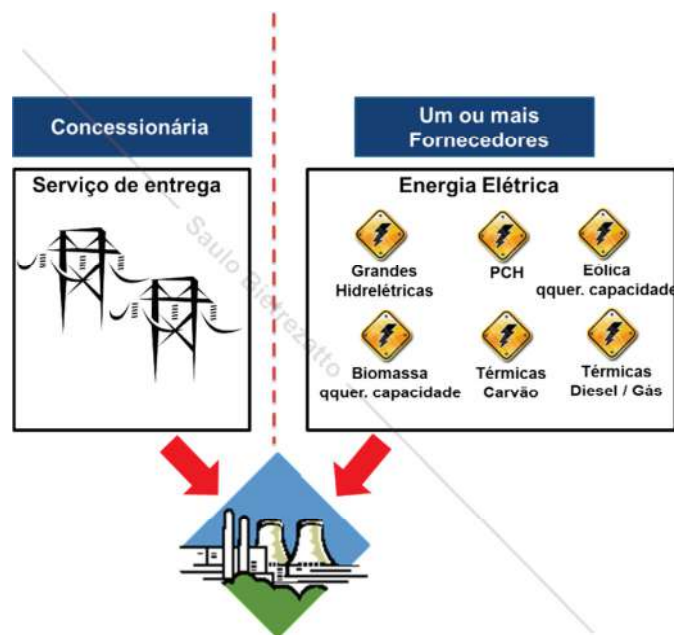 Concessionária
Um ou mais
Fornecedores
Serviço de entrega
Energia Elétrica
Grandes
Hidrelétricas
PCH
Eólica
qquer. capacidade
Biomassa
qquer. capacidade
Térmicas
Carvão
Térmicas
Diesel / Gás
Saulo Bietrezatto